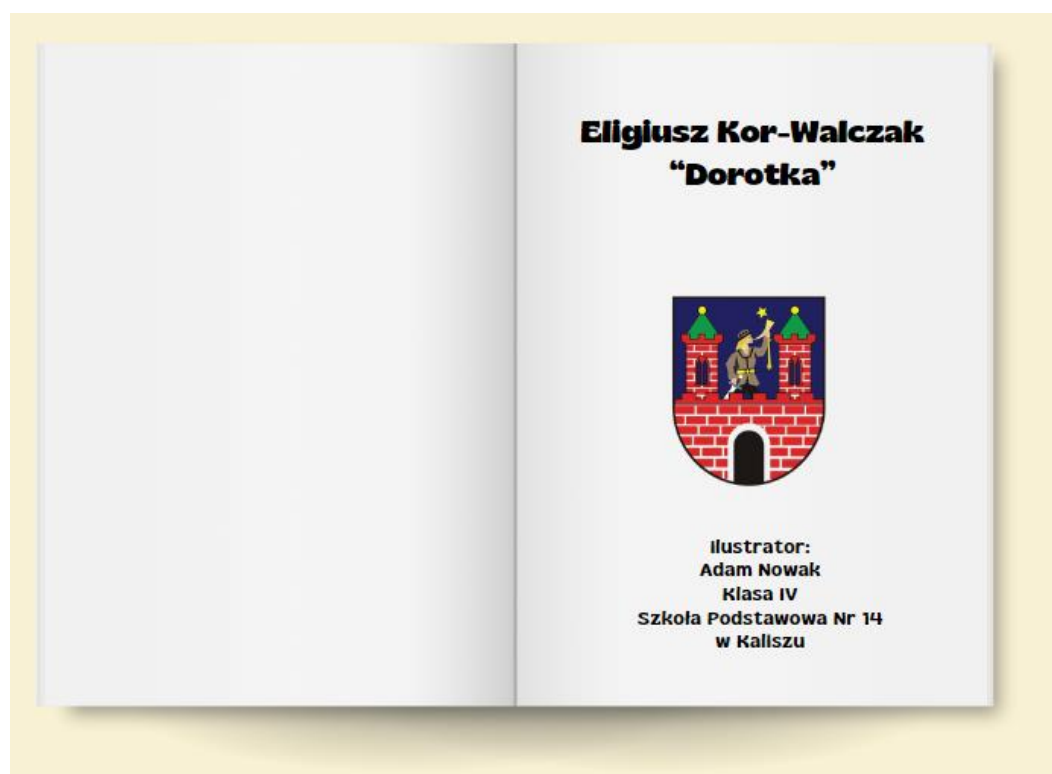 Eligiusz Kor-Walczak
“Dorotka”
Ilustrator:
Adam Nowak
Klasa IV
Szkoła Podstawowa Nr 14
w Kaliszu